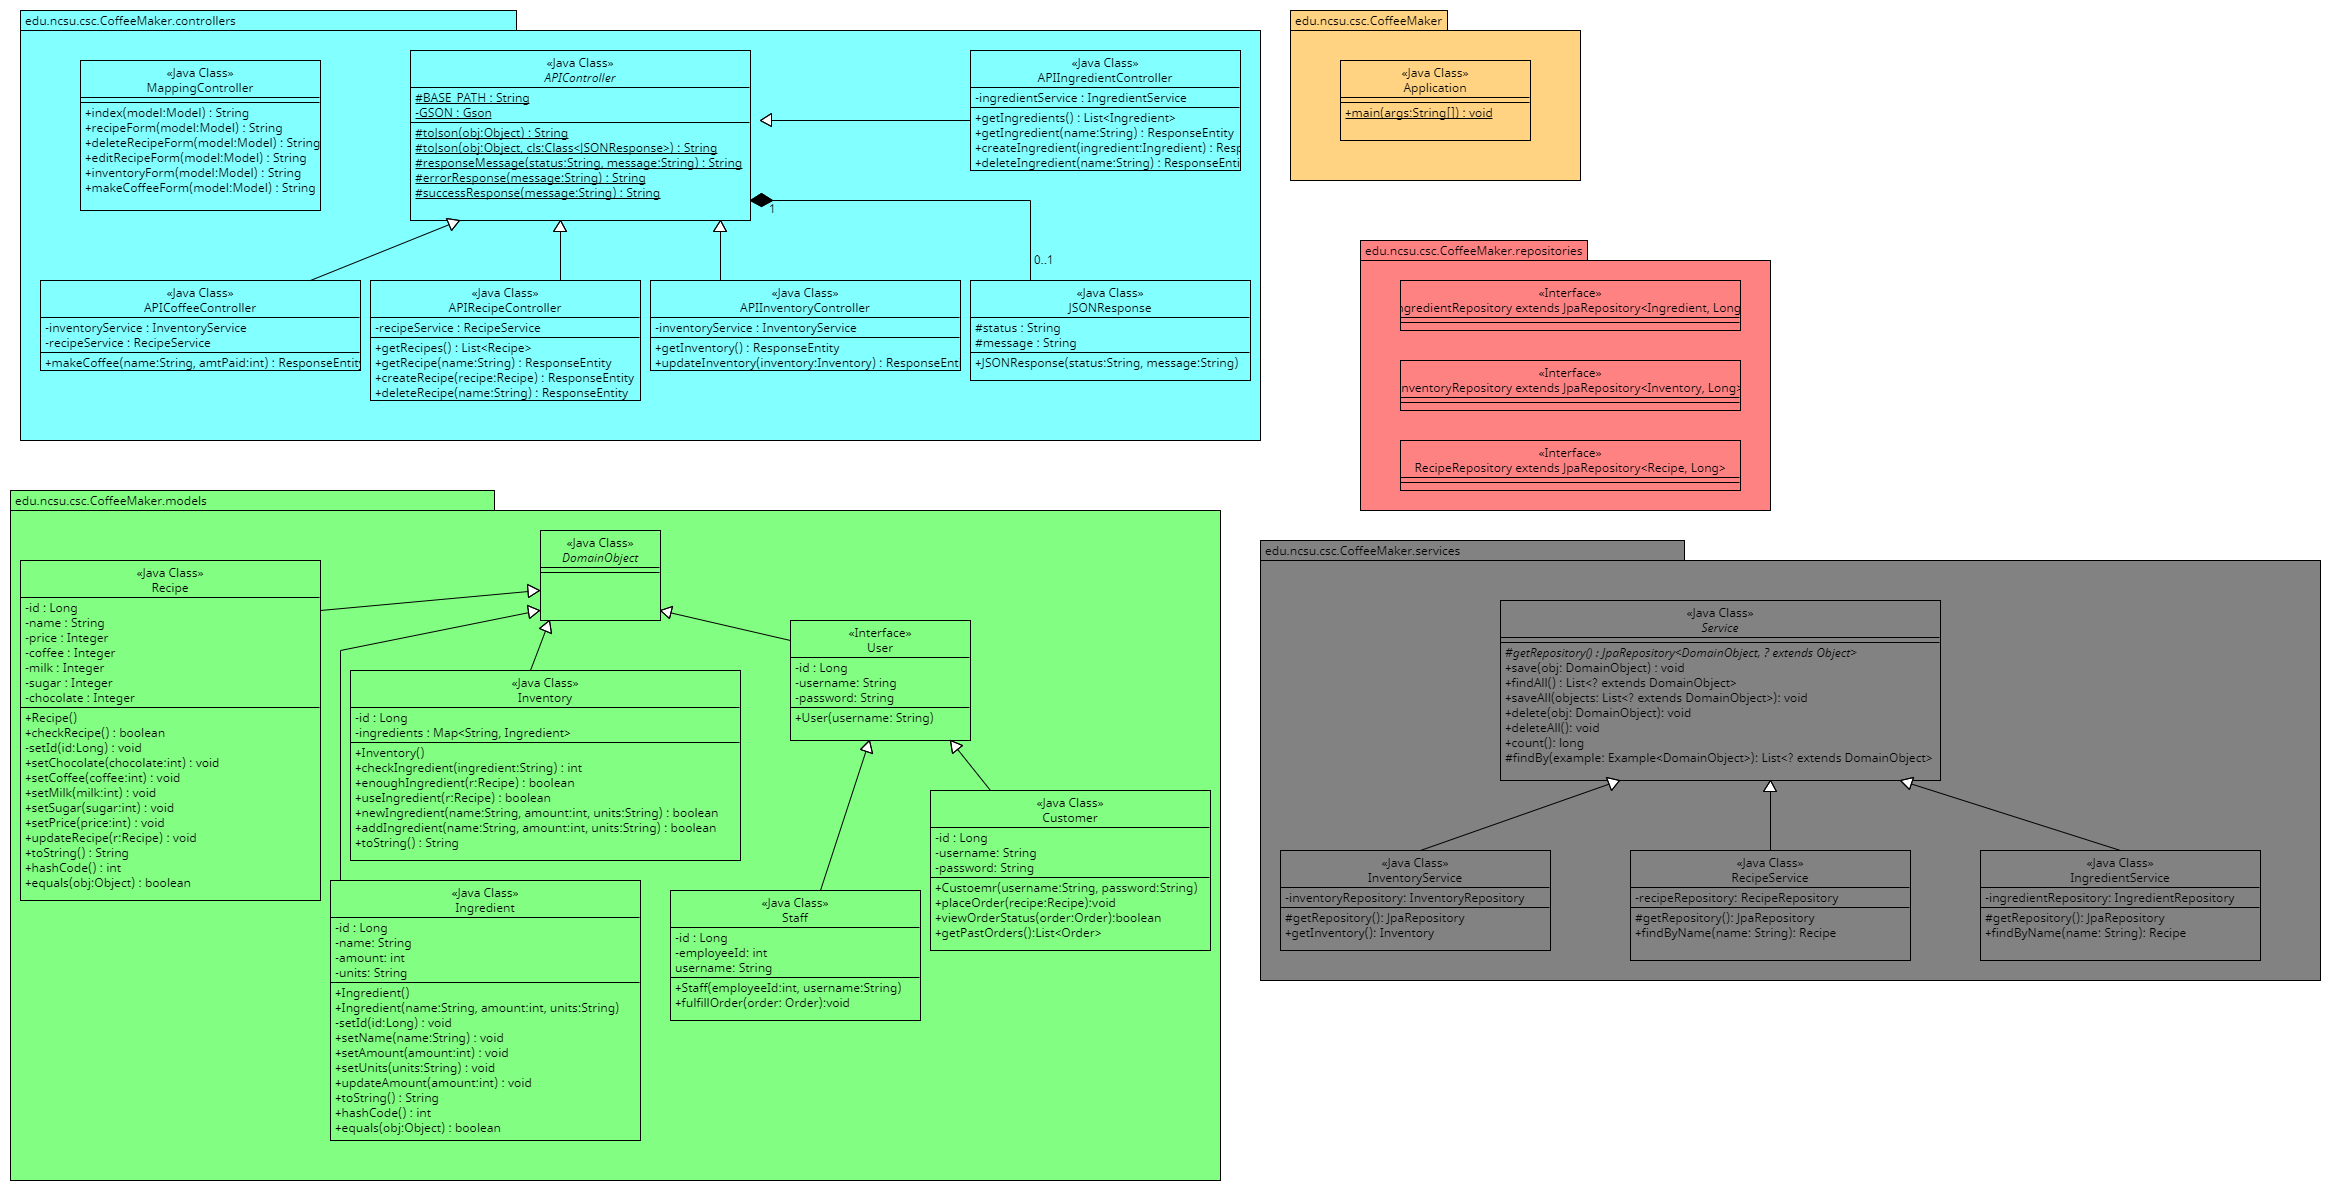 edu.ncsu.csc.CoffeeMaker.controllers
«Java Class»
MappingController
+index(model:Model) : String
+recipeForm(model:Model) : String
+deleteRecipeForm(model:Model) : String
+editRecipeForm(model:Model) : String
+inventoryForm(model:Model) : String
+makeCoffeeForm(model:Model) : String
«Java Class»
APIController
#BASE_PATH : String
-GSON : Gson
#toJson(obj:Object) : String
#toJson(obj:Object, cls:Class<JSONResponse>) : String
#responseMessage(status:String, message:String) : String
#errorResponse(message:String) : String
#successResponse(message:String) : String
1
0..1
«Java Class»
APIIngredientController
-ingredientService : IngredientService
+getIngredients() : List<Ingredient>
+getIngredient(name:String) : ResponseEntity
+createIngredient(ingredient:Ingredient) : Resp
+deleteIngredient(name:String) : ResponseEnti
«Java Class»
APICoffeeController
-inventoryService : InventoryService
-recipeService : RecipeService
+makeCoffee(name:String, amtPaid:int) : ResponseEntit
«Java Class»
APIRecipeController
-recipeService : RecipeService
+getRecipes() : List<Recipe>
+getRecipe(name:String) : ResponseEntity
+createRecipe(recipe:Recipe) : ResponseEntity
+deleteRecipe(name:String) : ResponseEntity
«Java Class»
APIInventoryController
-inventoryService : InventoryService
+getInventory() : ResponseEntity
+updateInventory(inventory:Inventory) : ResponseEnt
«Java Class»
JSONResponse
#status : String
#message : String
+JSONResponse(status:String, message:String)
edu.ncsu.csc.CoffeeMaker
«Java Class»
Application
+main(args:String[]) : void
edu.ncsu.csc.CoffeeMaker.repositories
«Interface»
ngredientRepository extends JpaRepository<Ingredient, Long
«Interface»
nventoryRepository extends JpaRepository<Inventory, Long>
«Interface»
RecipeRepository extends JpaRepository<Recipe, Long>
edu.ncsu.csc.CoffeeMaker.models
«Java Class»
DomainObject
«Java Class»
Recipe
-id : Long
-name : String
-price : Integer
-coffee : Integer
-milk : Integer
-sugar : Integer
-chocolate : Integer
+Recipe()
+checkRecipe() : boolean
-setId(id:Long) : void
+setChocolate(chocolate:int) : void
+setCoffee(coffee:int) : void
+setMilk(milk:int) : void
+setSugar(sugar:int) : void
+setPrice(price:int) : void
+updateRecipe(r:Recipe) : void
+toString() : String
+hashCode() : int
+equals(obj:Object) : boolean
«Java Class»
Inventory
-id : Long
-ingredients : Map<String, Ingredient>
+Inventory()
+checkIngredient(ingredient:String) : int
+enoughIngredient(r:Recipe) : boolean
+useIngredient(r:Recipe) : boolean
+newIngredient(name:String, amount:int, units:String) : boolean
+addIngredient(name:String, amount:int, units:String) : boolean
+toString() : String
«Interface»
User
-id : Long
-username: String
-password: String
+User(username: String)
«Java Class»
Customer
-id : Long
-username: String
-password: String
+Custoemr(username:String, password:String)
+placeOrder(recipe:Recipe):void
+viewOrderStatus(order:Order):boolean
+getPastOrders():List<Order>
«Java Class»
Ingredient
-id : Long
-name: String
-amount: int
-units: String
+Ingredient()
+Ingredient(name:String, amount:int, units:String)
-setId(id:Long) : void
+setName(name:String) : void
+setAmount(amount:int) : void
+setUnits(units:String) : void
+updateAmount(amount:int) : void
+toString() : String
+hashCode() : int
+equals(obj:Object) : boolean
«Java Class»
Staff
-id : Long
-employeeId: int
username: String
+Staff(employeeId:int, username:String)
+fulfillOrder(order: Order):void
edu.ncsu.csc.CoffeeMaker.services
«Java Class»
Service
#getRepository() : JpaRepository<DomainObject, ? extends Object>
+save(obj: DomainObject) : void
+findAll() : List<? extends DomainObject>
+saveAll(objects: List<? extends DomainObject>): void
+delete(obj: DomainObject): void
+deleteAll(): void
+count(): long
#findBy(example: Example<DomainObject>): List<? extends DomainObject>
«Java Class»
InventoryService
-inventoryRepository: InventoryRepository
#getRepository(): JpaRepository
+getInventory(): Inventory
«Java Class»
RecipeService
-recipeRepository: RecipeRepository
#getRepository(): JpaRepository
+findByName(name: String): Recipe
«Java Class»
IngredientService
-ingredientRepository: IngredientRepository
#getRepository(): JpaRepository
+findByName(name: String): Recipe